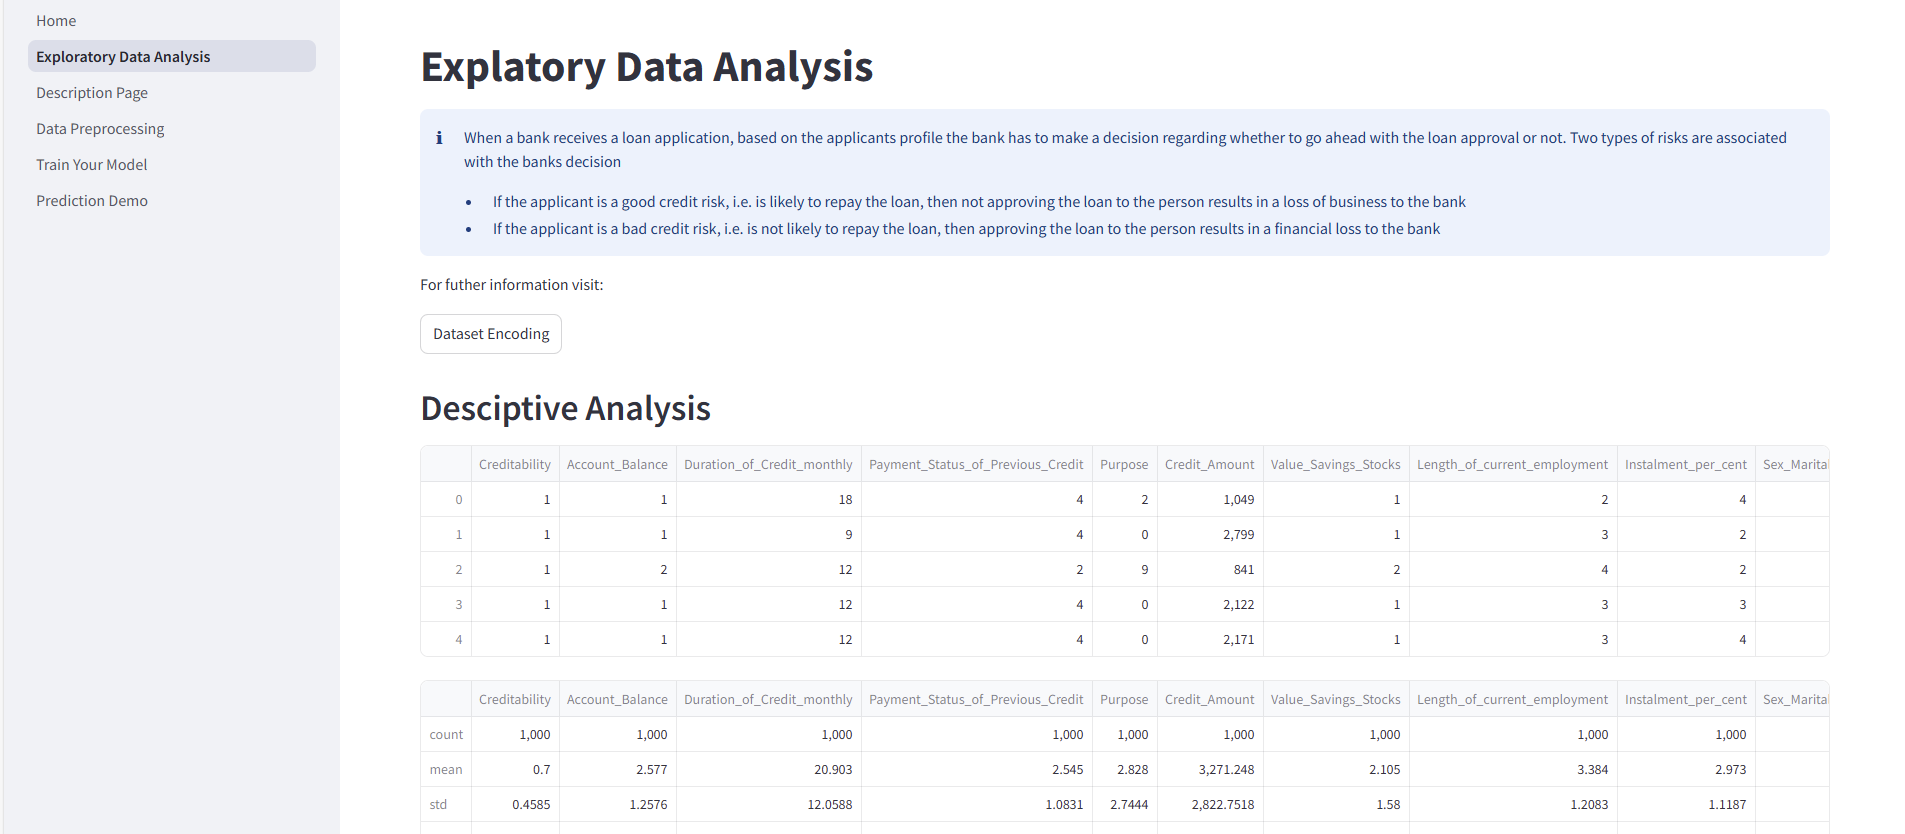 Home
Exploratory Data Analysis
Description Page
Data Preprocessing
Train Your Model
Prediction Demo
Explatory Data Analysis
When a bank receives a loan application, based on the applicants profile the bank has to make a decision regarding whether to go ahead with the loan approval or not. Two types of risks are associated
with the banks decision
• If the applicant is a good credit risk, i.e. is likely to repay the loan, then not approving the loan to the person results in a loss of business to the bank
• If the applicant is a bad credit risk, i.e. is not likely to repay the loan, then approving the loan to the person results in a financial loss to the bank
For futher information visit:
Dataset Encoding
Desciptive Analysis
Creditability Account_Balance Duration_of_Credit_monthly Payment_Status_of_Previous_Credit Purpose Credit_Amount Value_Savings_Stocks Length_of_current_employment Instalment_per_cent Sex_Marita
0 1 1 18 4 2 1,049 1 2 4
1 1 1 9 4 0 2,799 1 3 2
2 1 2 12 2 9 841 2 4 2
3 1 1 12 4 0 2,122 1 3 3
4 1 1 12 4 0 2,171 1 3 4
Creditability Account_Balance Duration_of_Credit_monthly Payment_Status_of_Previous_Credit Purpose Credit_Amount Value_Savings_Stocks Length_of_current_employment Instalment_per_cent Sex_Marita
count 1,000 1,000 1,000 1,000 1,000 1,000 1,000 1,000 1,000
mean 0.7 2.577 20.903 2.545 2.828 3,271.248 2.105 3.384 2.973
std 0.4585 1.2576 12.0588 1.0831 2.7444 2,822.7518 1.58 1.2083 1.1187